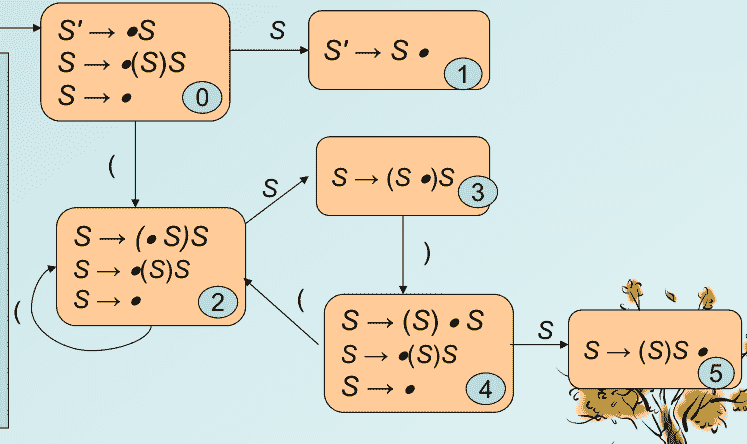 S' → •S
S → •(S)S
S → •
0
S
S' → S •
1
(
S
S → (S •)S
3
S → (• S)S
S → •(S)S
S → •
2
(
)
(
S → (S) • S
S → •(S)S
S → •
4
S
S → (S)S •
5